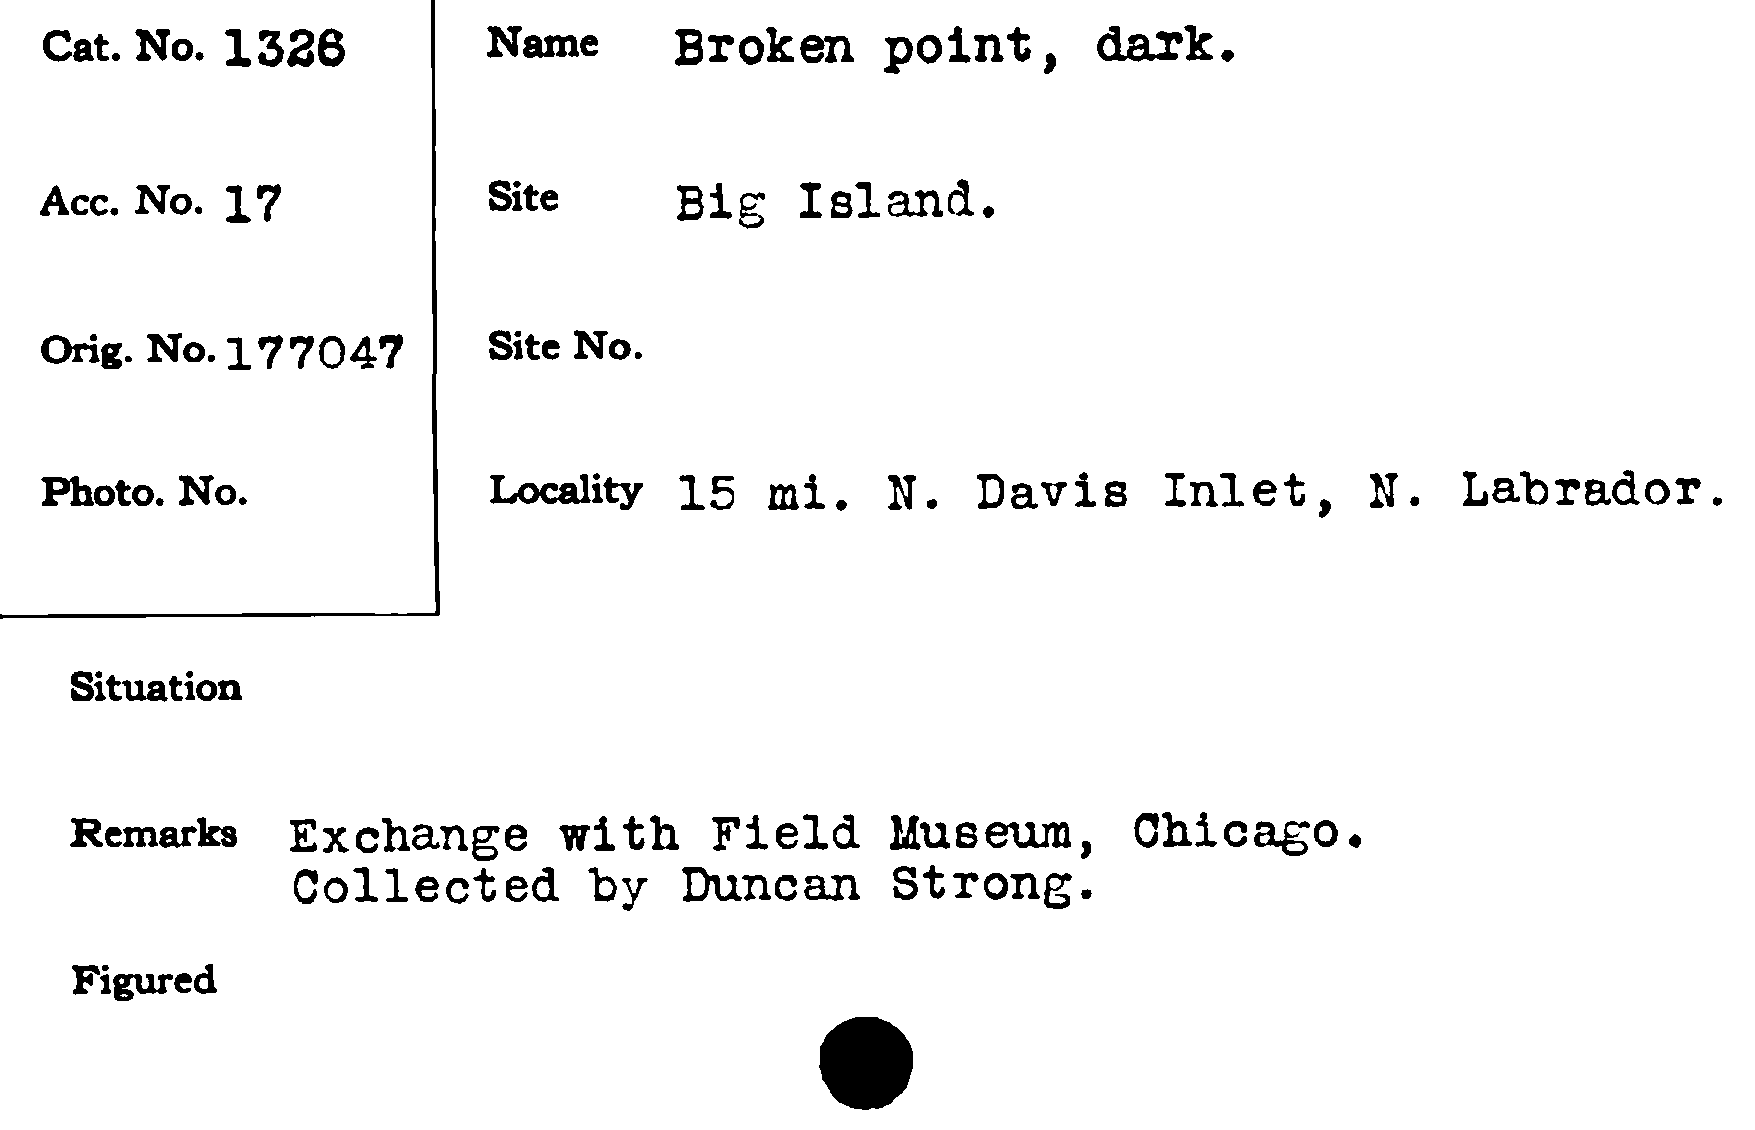 Cat. No. 1326
Name Broken point, dark.
Acc. No. 17
Site Big Island.
Orig. No. 177047
Site No.
Photo. No.
Locality 15 mi. N. Davis Inlet, N. Labrador.
Situation
Remarks Exchange with Field Museum, Chicago.
Collected by Duncan Strong.
Figured